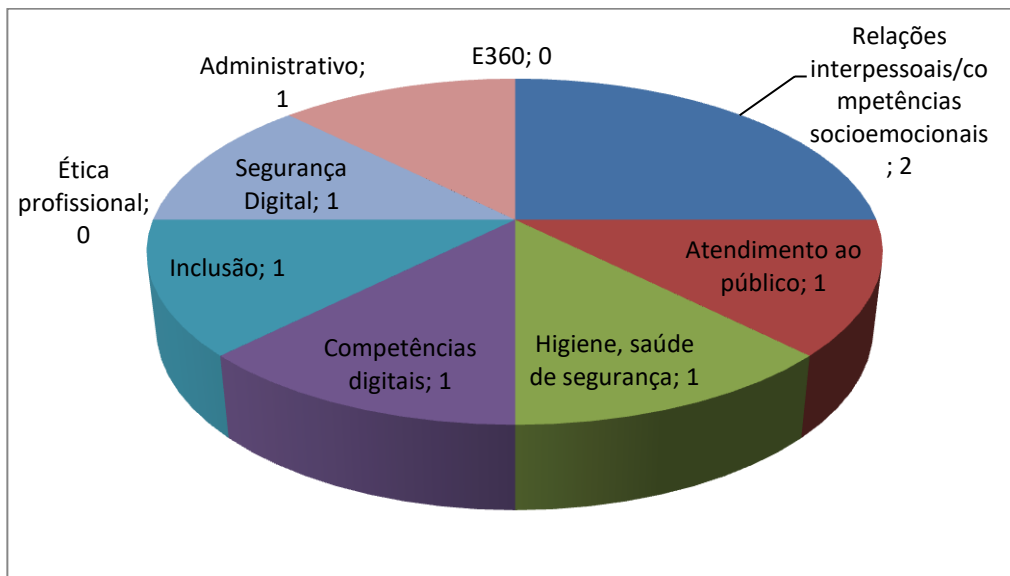 E360; 0
Relações
interpessoais/co
mpetências
socioemocionais
; 2
Administrativo;
1
Ética
profissional;
0
Segurança
Digital; 1
Inclusão; 1
Atendimento ao
público; 1
Competências
digitais; 1
Higiene, saúde
de segurança; 1